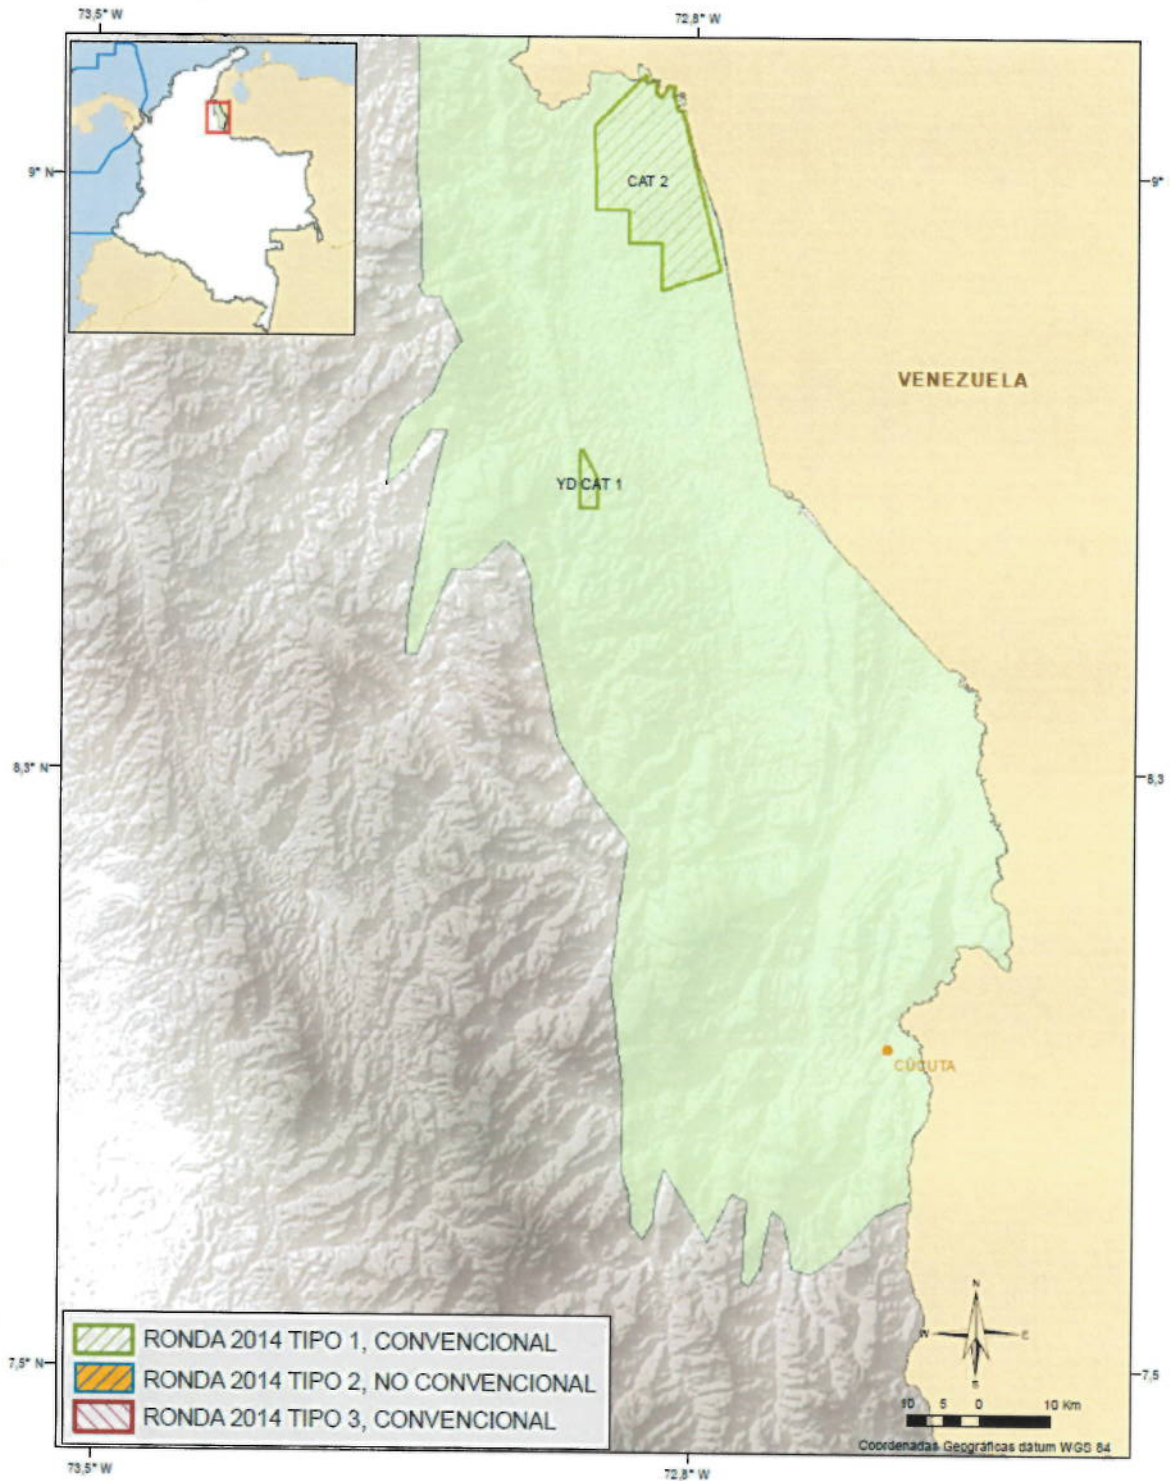 73,5° W
72,8° W
9° N
9°
CAT 2
VENEZUELA
YD CAT 1
8,3° N
8,3
CÚCUTA
N
W
E
S
RONDA 2014 TIPO 1, CONVENCIONAL
RONDA 2014 TIPO 2, NO CONVENCIONAL
RONDA 2014 TIPO 3, CONVENCIONAL
7,5° N
7,5
10 5 0 10 Km
Coordenadas Geográficas datum WGS 84
73,5° W
72,8° W